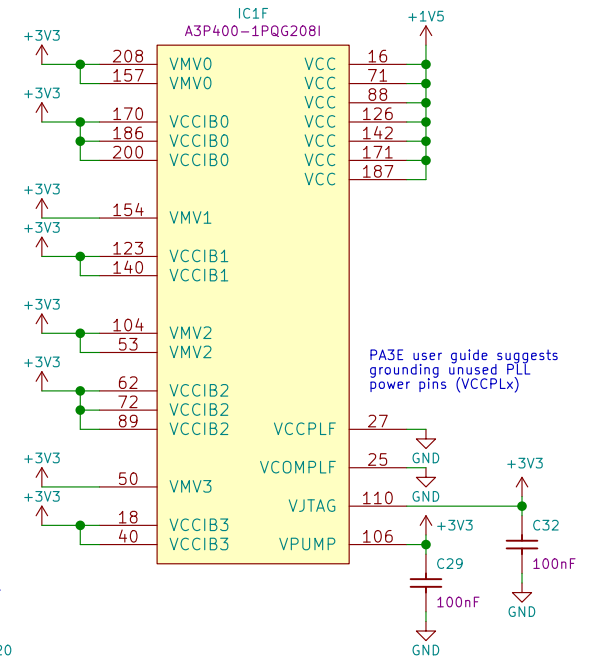 IC1F
A3P400-1PQG208I
+3V3
+1V5
208 VMV0 VCC 16
157 VMV0 VCC 71
+3V3
VCC 88
170 VCCIB0 VCC 126
186 VCCIB0 VCC 142
200 VCCIB0 VCC 171
VCC 187
+3V3
154 VMV1
+3V3
123 VCCIB1
140 VCCIB1
+3V3
104 VMV2
53 VMV2
PA3E user guide suggests
grounding unused PLL
power pins (VCCPLx)
+3V3
62 VCCIB2
72 VCCIB2
89 VCCIB2 VCCPLF 27
GND
+3V3
VCOMPLF 25
+3V3
50 VMV3
GND
VJTAG 110
+3V3
18 VCCIB3
+3V3
C32
40 VCCIB3 VPUMP 106
C29
100nF
100nF
GND
GND
20